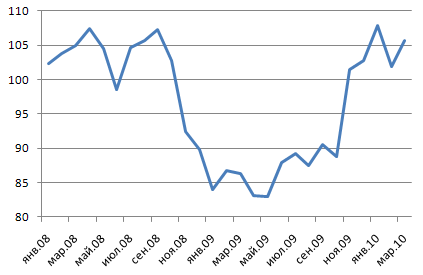 110
105
100
95
90
85
80
янв.08
мар.08
май.08
июл.08
сен.08
ноя.08
янв.09
мар.09
май.09
июл.09
сен.09
ноя.09
янв.10
мар.10